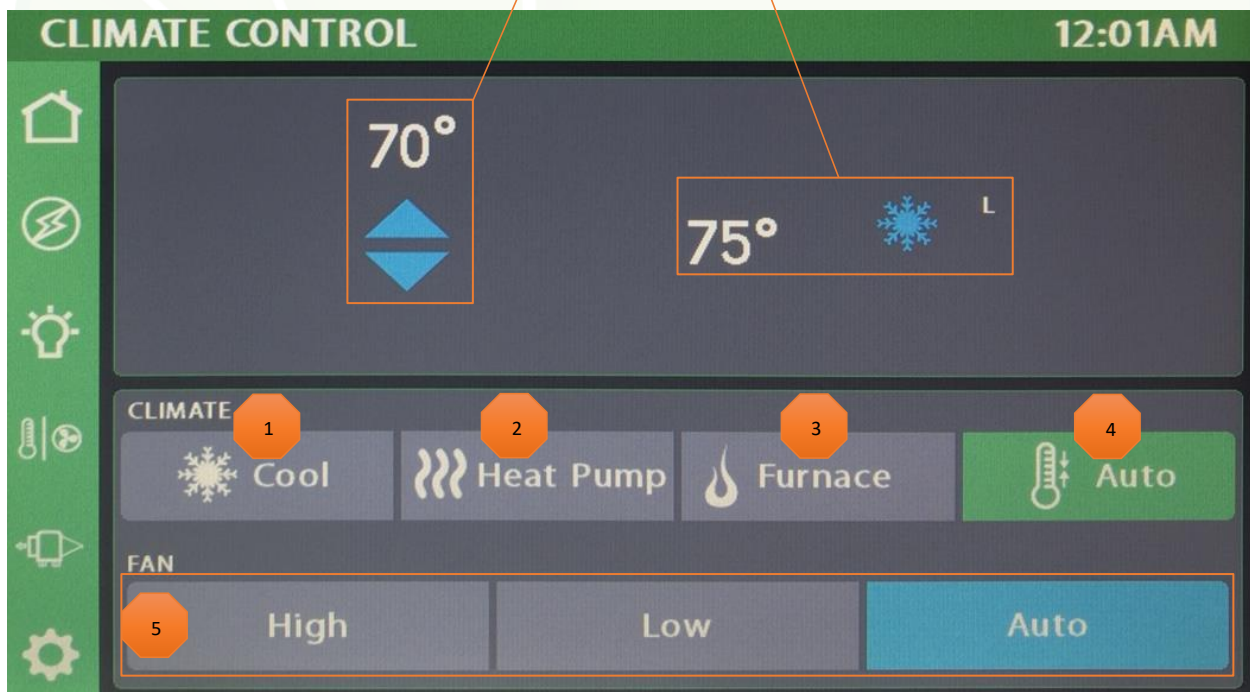 CLIMATE CONTROL 12:01AM
70°
75° L
CLIMATE
1 2 3 4
Cool Heat Pump Furnace Auto
FAN
5 High Low Auto